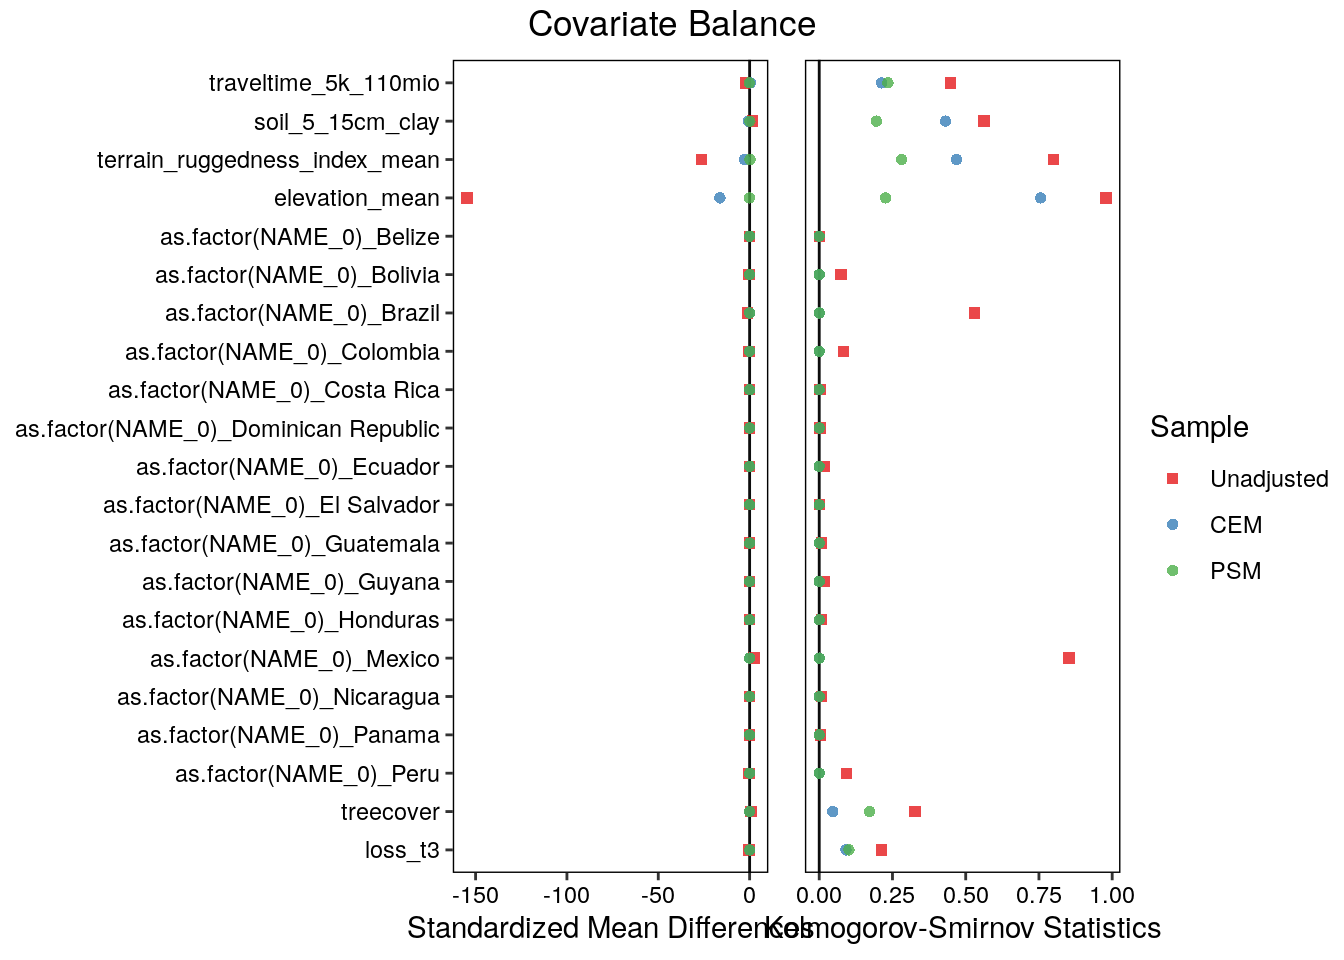 Covariate Balance
traveltime_5k_110mio
soil_5_15cm_clay
terrain_ruggedness_index_mean
elevation_mean
as.factor(NAME_0)_Belize
as.factor(NAME_0)_Bolivia
as.factor(NAME_0)_Brazil
as.factor(NAME_0)_Colombia
as.factor(NAME_0)_Costa Rica
as.factor(NAME_0)_Dominican Republic
as.factor(NAME_0)_Ecuador
as.factor(NAME_0)_El Salvador
as.factor(NAME_0)_Guatemala
as.factor(NAME_0)_Guyana
as.factor(NAME_0)_Honduras
as.factor(NAME_0)_Mexico
as.factor(NAME_0)_Nicaragua
as.factor(NAME_0)_Panama
as.factor(NAME_0)_Peru
treecover
loss_t3
-150 -100 -50 0
Standardized Mean Differences
0.00 0.25 0.50 0.75 1.00
Kolmogorov-Smirnov Statistics
Sample
Unadjusted
CEM
PSM